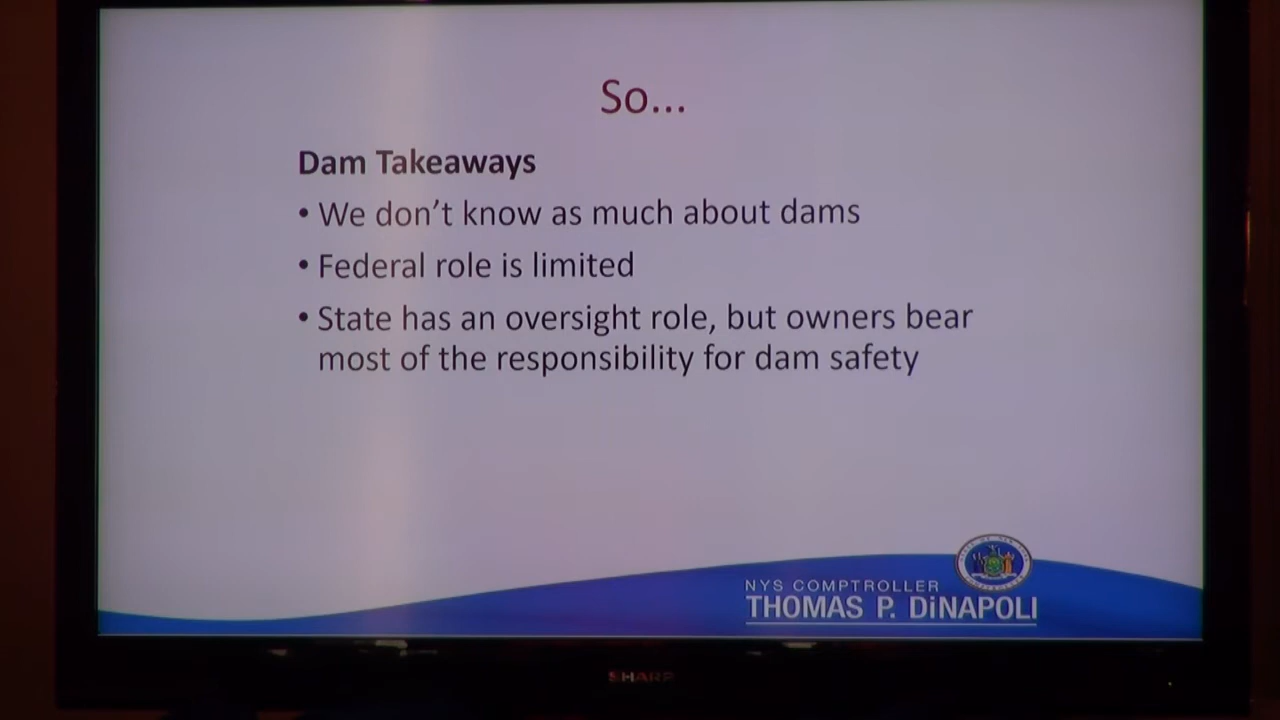 So...
Dam Takeaways
• We don't know as much about dams
• Federal role is limited
• State has an oversight role, but owners bear
most of the responsibility for dam safety
NYS COMPTROLLER
THOMAS P. DiNAPOLI
SHARP